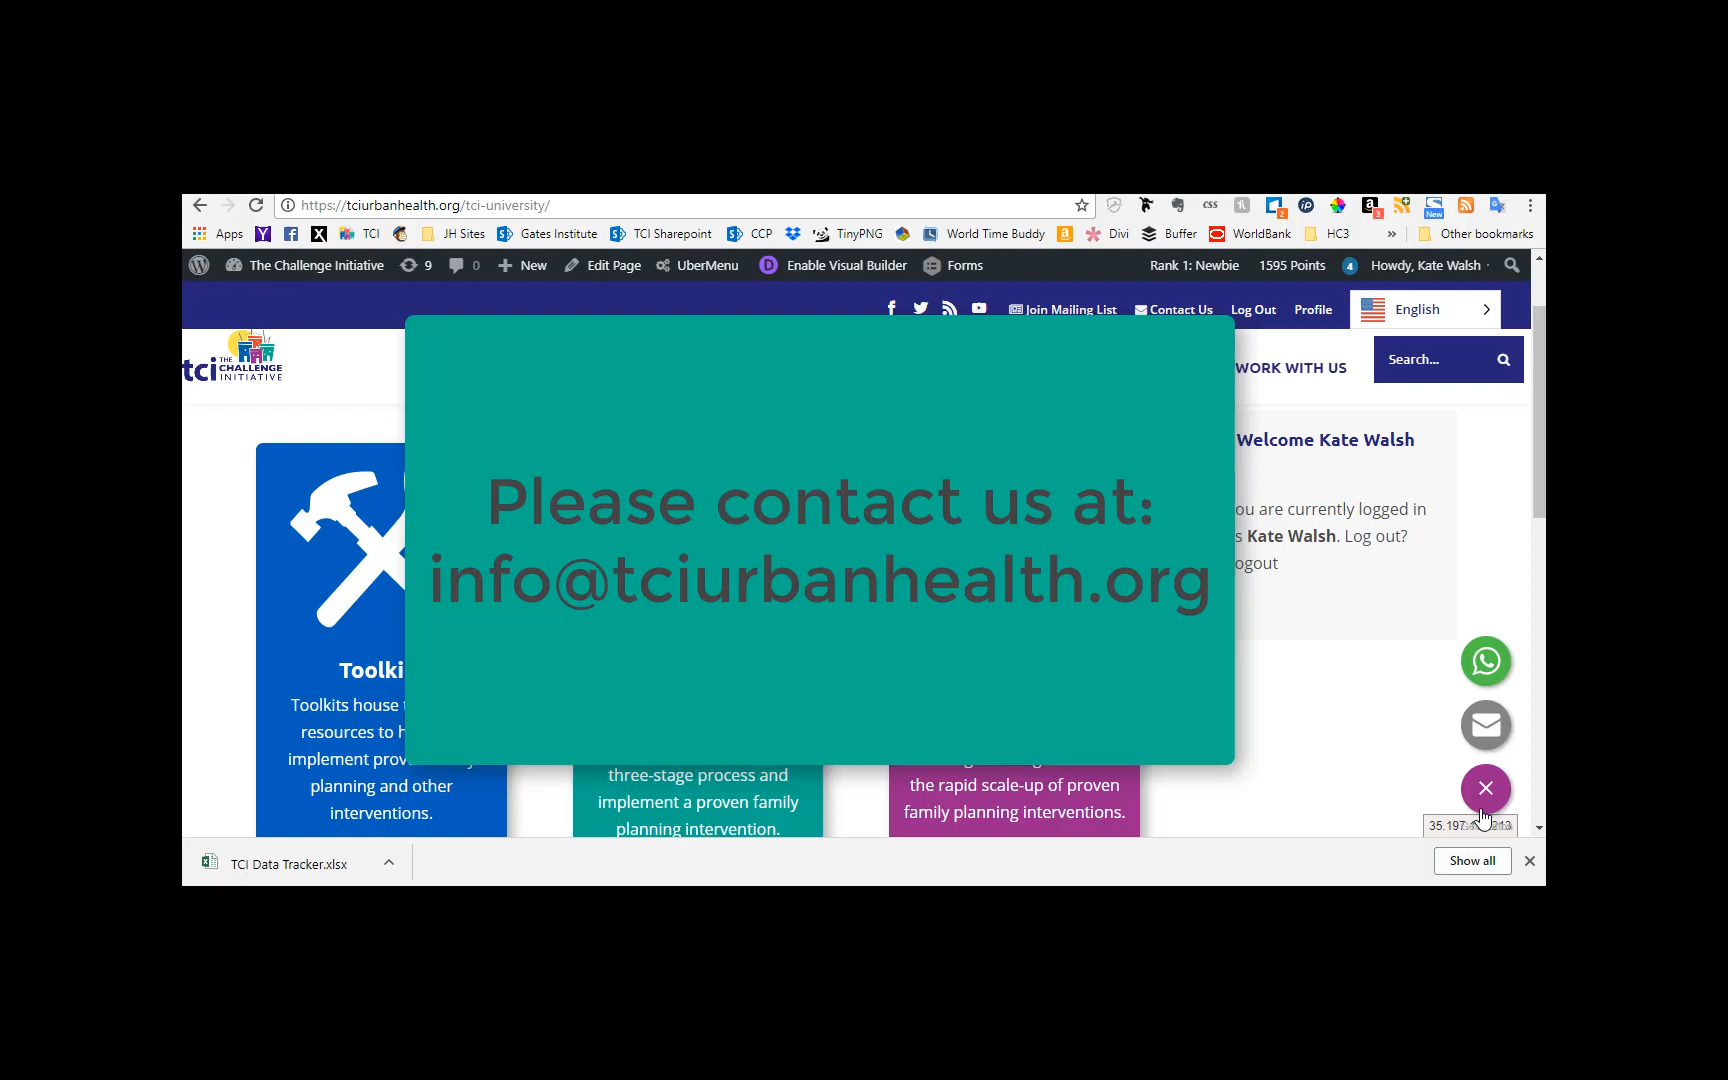 https://tciurbanhealth.org/tci-university/
css
2
3
New
Apps
TCI
JH Sites
Gates Institute
TCI Sharepoint
CCP
TinyPNG
World Time Buddy
Divi
Buffer
WorldBank
HC3
»
Other bookmarks
The Challenge Initiative
9
0
New
Edit Page
UberMenu
Enable Visual Builder
Forms
Rank 1: Newbie
1595 Points
4
Howdy, Kate Walsh
Join Mailing List
Contact Us
Log Out
Profile
English
tci THE CHALLENGE INITIATIVE
WORK WITH US
Search...
Welcome Kate Walsh
ou are currently logged in
s Kate Walsh. Log out?
ogout
Please contact us at:
info@tciurbanhealth.org
Toolki
Toolkits house
resources to h
implement prov
planning and other
interventions.
three-stage process and
implement a proven family
planning intervention.
the rapid scale-up of proven
family planning interventions.
TCI Data Tracker.xlsx
Show all